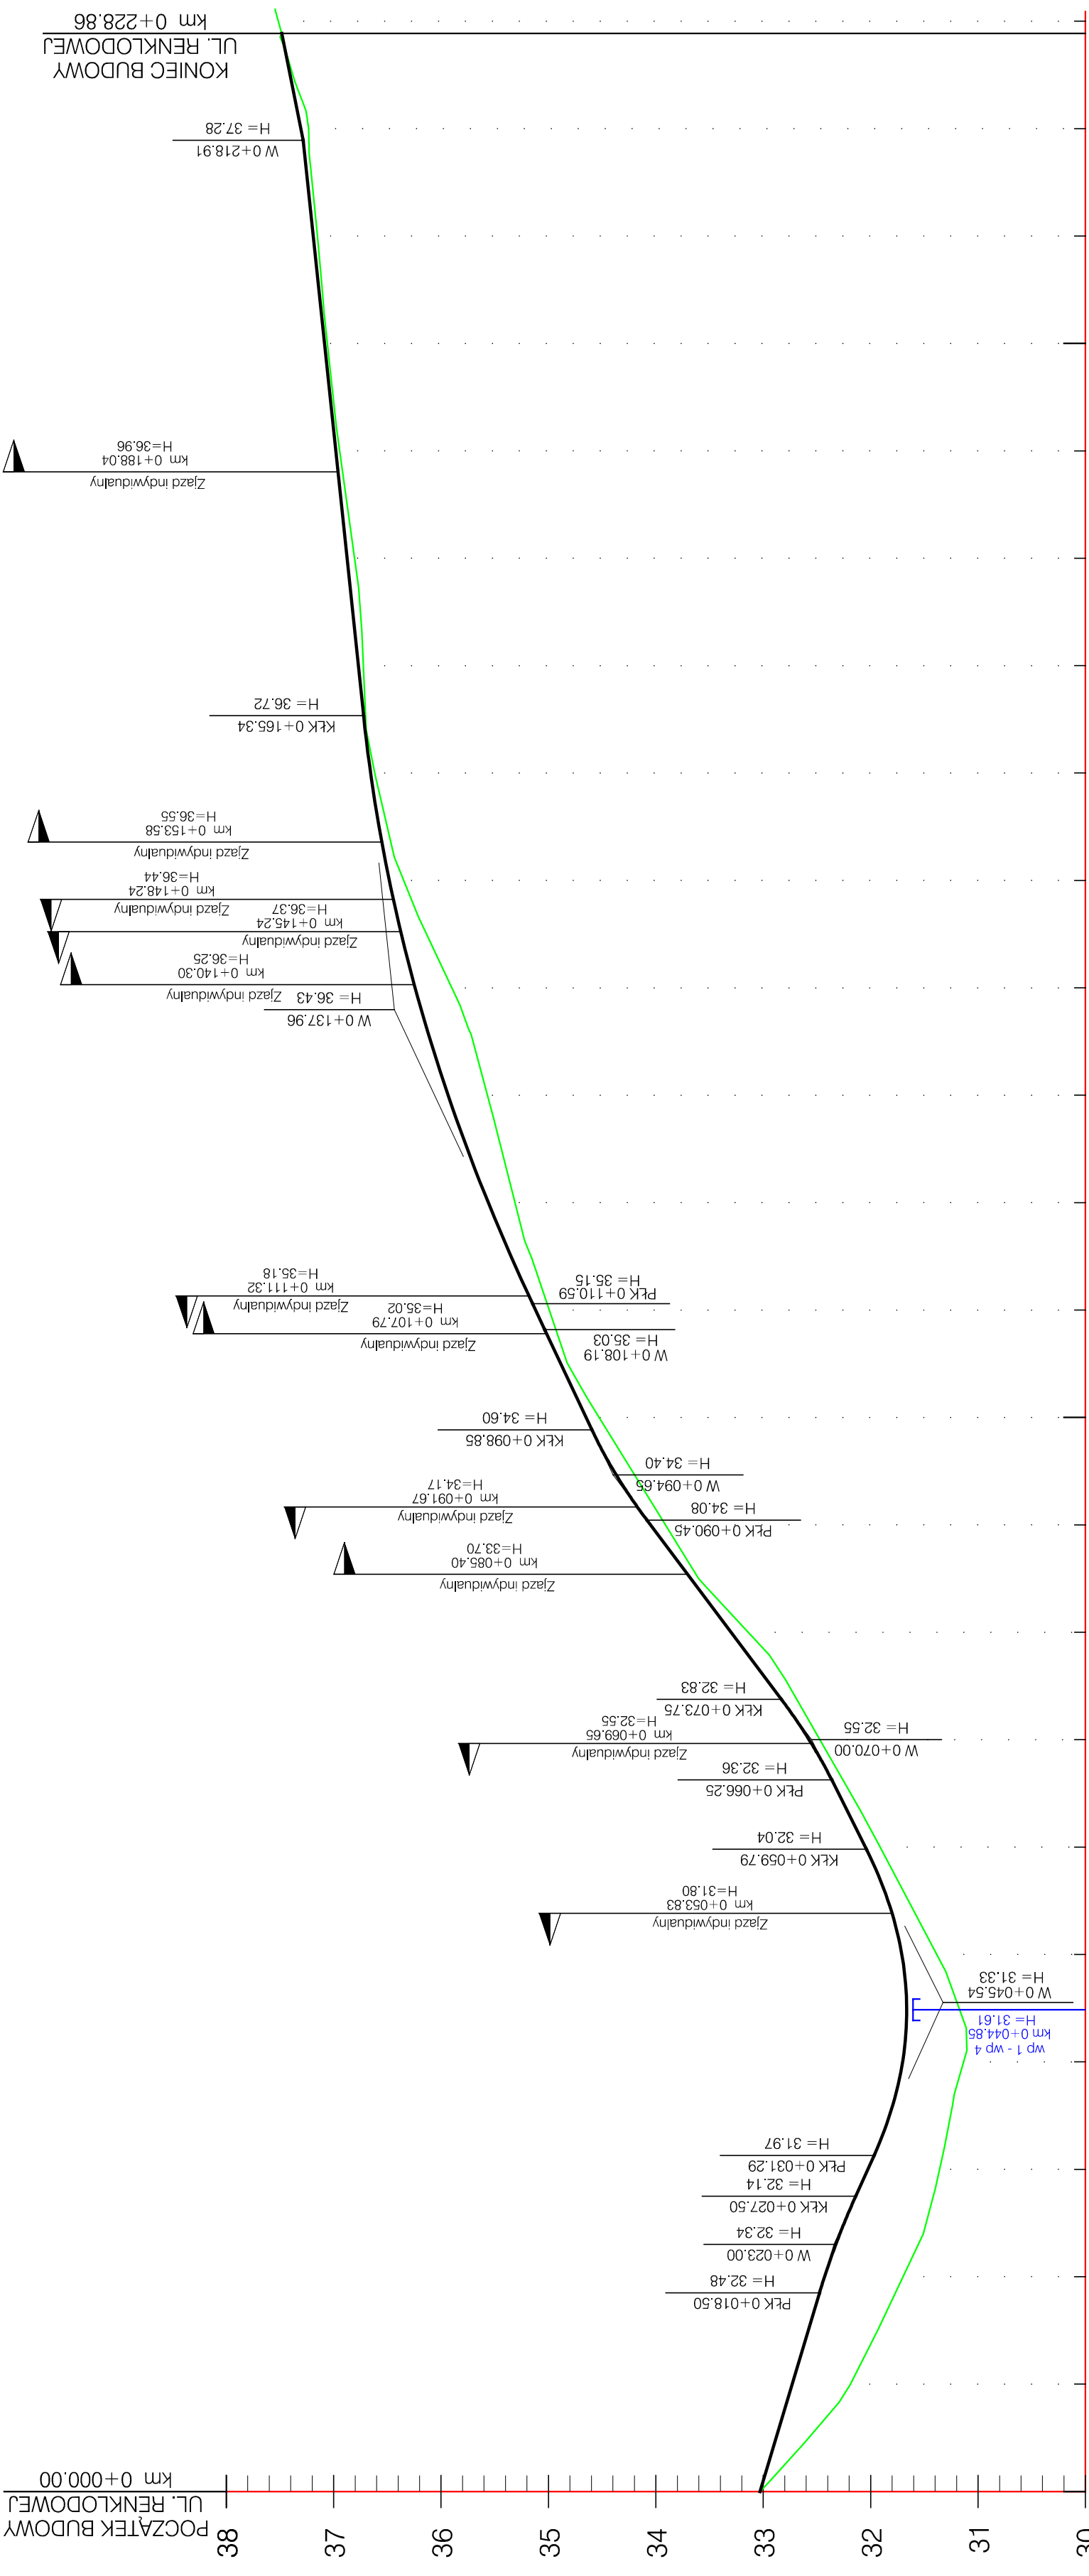 POCZĄTEK BUDOWY
UL. RENKLODOWEJ
km 0+000.00
38
37
36
35
34
33
32
31
30
PŁK 0+018.50
H= 32.48
W 0+023.00
H= 32.34
KŁK 0+027.50
H= 32.14
PŁK 0+031.29
H= 31.97
wp 1 - wp 4
km 0+044.85
H= 31.61
W 0+045.54
H= 31.33
Zjazd indywidualny
km 0+053.83
H=31.80
KŁK 0+059.79
H= 32.04
PŁK 0+066.25
H= 32.36
Zjazd indywidualny
km 0+069.65
H=32.55
W 0+070.00
H= 32.55
KŁK 0+073.75
H= 32.83
Zjazd indywidualny
km 0+085.40
H=33.70
PŁK 0+090.45
H= 34.08
Zjazd indywidualny
km 0+091.67
H=34.17
W 0+094.65
H= 34.40
KŁK 0+098.85
H= 34.60
Zjazd indywidualny
km 0+107.79
H=35.02
W 0+108.19
H= 35.03
PŁK 0+110.59
H= 35.15
Zjazd indywidualny
km 0+111.32
H=35.18
W 0+137.96
H= 36.43
Zjazd indywidualny
km 0+140.30
H=36.25
Zjazd indywidualny
km 0+145.24
H=36.37
Zjazd indywidualny
km 0+148.24
H=36.44
Zjazd indywidualny
km 0+153.58
H=36.55
KŁK 0+165.34
H= 36.72
Zjazd indywidualny
km 0+188.04
H=36.96
W 0+218.91
H= 37.28
KONIEC BUDOWY
UL. RENKLODOWEJ
km 0+228.86